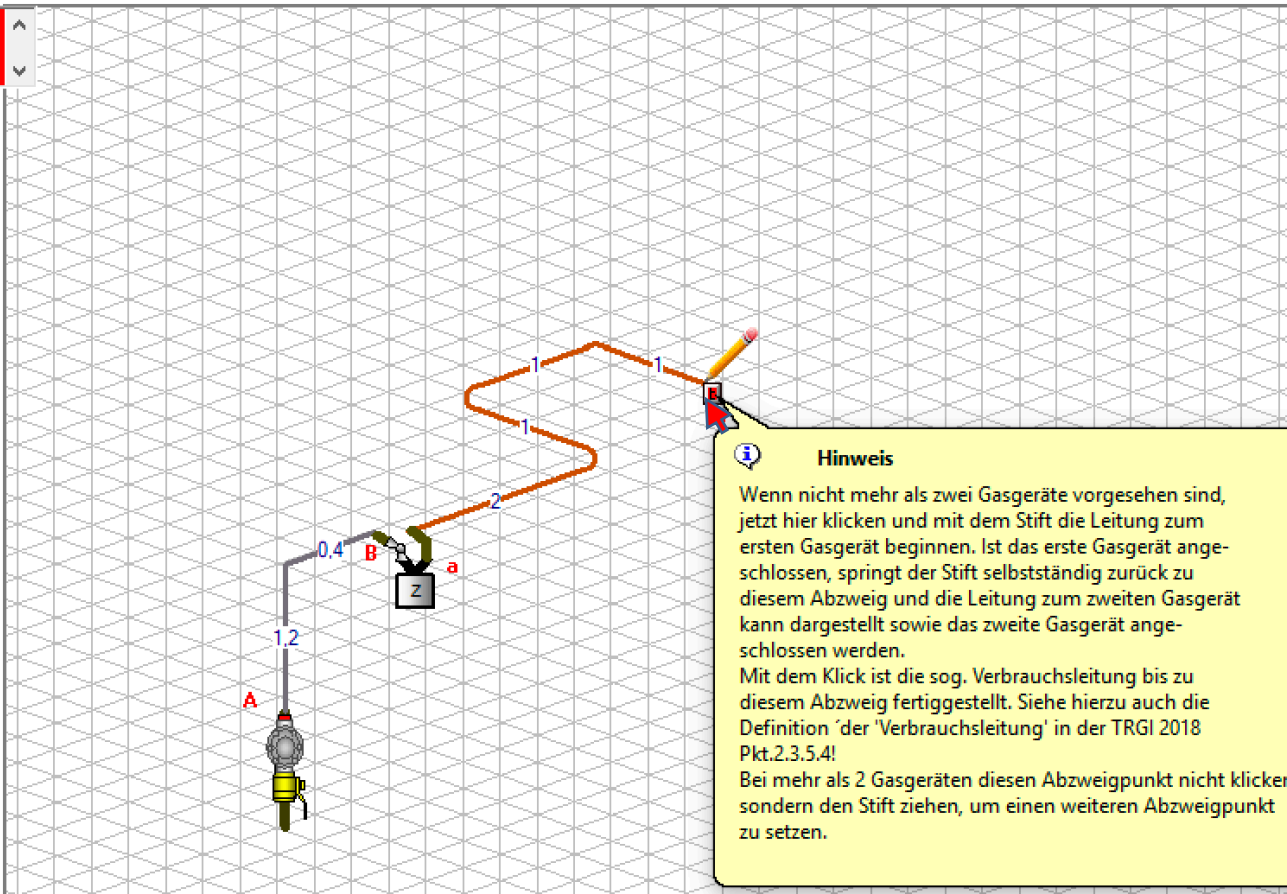 1
1
1
2
0,4
B
a
Z
1,2
A
Hinweis
Wenn nicht mehr als zwei Gasgeräte vorgesehen sind,
jetzt hier klicken und mit dem Stift die Leitung zum
ersten Gasgerät beginnen. Ist das erste Gasgerät ange-
schlossen, springt der Stift selbstständig zurück zu
diesem Abzweig und die Leitung zum zweiten Gasgerät
kann dargestellt sowie das zweite Gasgerät ange-
schlossen werden.
Mit dem Klick ist die sog. Verbrauchsleitung bis zu
diesem Abzweig fertiggestellt. Siehe hierzu auch die
Definition ´der 'Verbrauchsleitung' in der TRGI 2018
Pkt.2.3.5.4!
Bei mehr als 2 Gasgeräten diesen Abzweigpunkt nicht klicken
sondern den Stift ziehen, um einen weiteren Abzweigpunkt
zu setzen.